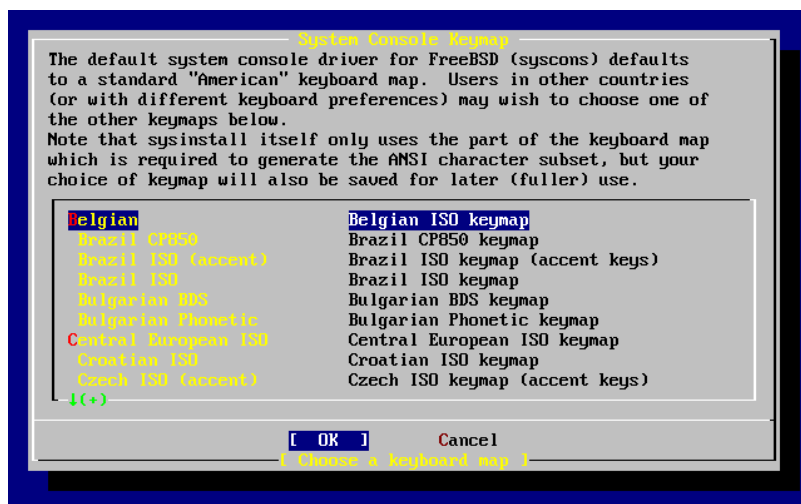 System Console Keymap
The default system console driver for FreeBSD (syscons) defaults
to a standard "American" keyboard map.  Users in other countries
(or with different keyboard preferences) may wish to choose one of
the other keymaps below.
Note that sysinstall itself only uses the part of the keyboard map
which is required to generate the ANSI character subset, but your
choice of keymap will also be saved for later (fuller) use.
Belgian Belgian ISO keymap
Brazil CP850 Brazil CP850 keymap
Brazil ISO (accent) Brazil ISO keymap (accent keys)
Brazil ISO Brazil ISO keymap
Bulgarian BDS Bulgarian BDS keymap
Bulgarian Phonetic Bulgarian Phonetic keymap
Central European ISO Central European ISO keymap
Croatian ISO Croatian ISO keymap
Czech ISO (accent) Czech ISO keymap (accent keys)
↓(+)
[ OK ] Cancel
[ Choose a keyboard map ]